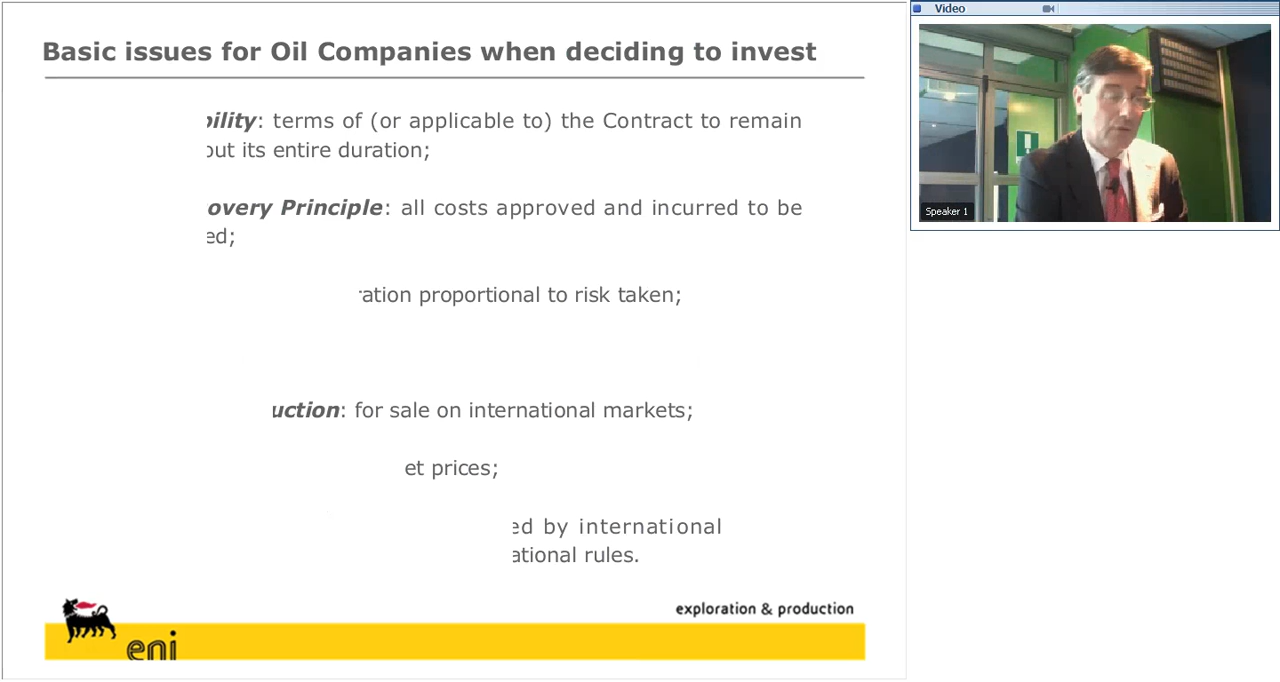 Basic issues for Oil Companies when deciding to invest
bility: terms of (or applicable to) the Contract to remain
out its entire duration;
overy Principle: all costs approved and incurred to be
ed;
ration proportional to risk taken;
uction: for sale on international markets;
et prices;
ed by international
ational rules.
exploration & production
eni
Video
Speaker 1